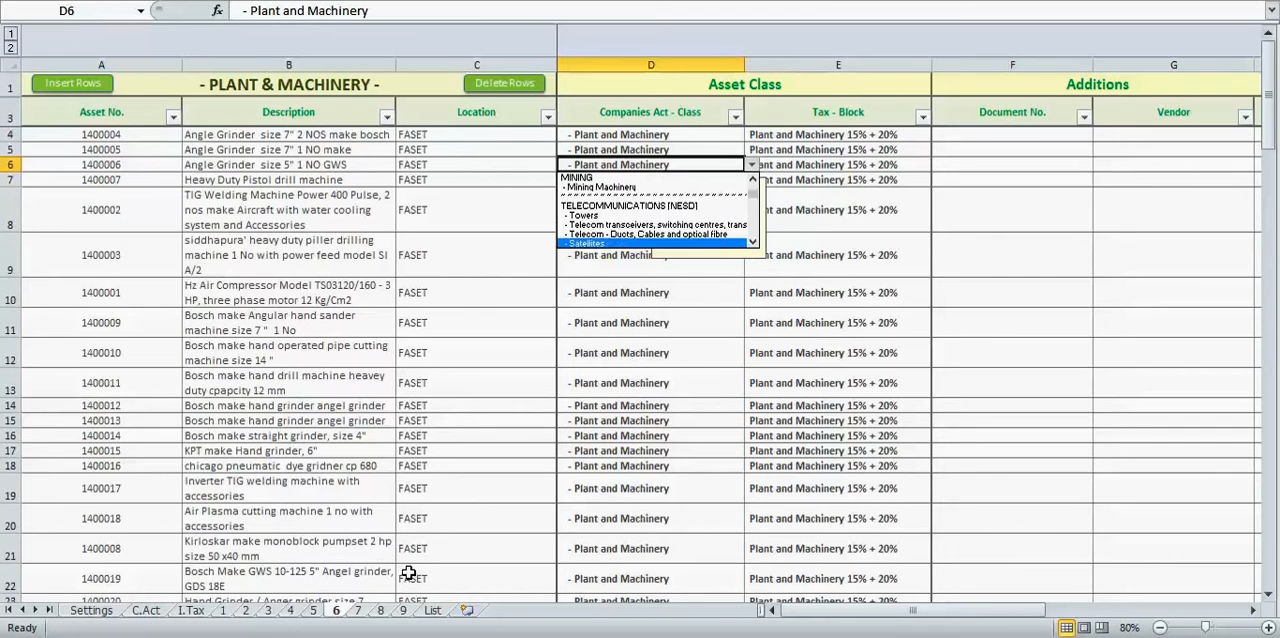 D6 fx - Plant and Machinery
1
2
A B C D E F G
1 Insert Rows - PLANT & MACHINERY - Delete Rows Asset Class Additions
3 Asset No. Description Location Companies Act - Class Tax - Block Document No. Vendor
4 1400004 Angle Grinder size 7" 2 NOS make bosch FASET - Plant and Machinery Plant and Machinery 15% + 20%
5 1400005 Angle Grinder size 7" 1 NO make FASET - Plant and Machinery Plant and Machinery 15% + 20%
6 1400006 Angle Grinder size 5" 1 NO GWS FASET - Plant and Machinery Plant and Machinery 15% + 20%
7 1400007 Heavy Duty Pistol drill machine FASET Plant and Machinery 15% + 20%
MINING
- Mining Machinery
TELECOMMUNICATIONS [NESD]
- Towers
- Telecom transceivers, switching centres, trans
- Telecom - Ducts, Cables and optical fibre
- Satellites
TIG Welding Machine Power 400 Pulse, 2
8 1400002 nos make Aircraft with water cooling FASET Plant and Machinery 15% + 20%
system and Accessories
siddhapura' heavy duty piller drilling
9 1400003 machine 1 No with power feed model SI FASET - Plant and Machinery Plant and Machinery 15% + 20%
A/2
Hz Air Compressor Model TS03120/160 - 3
10 1400001 HP, three phase motor 12 Kg/Cm2 FASET - Plant and Machinery Plant and Machinery 15% + 20%
Bosch make Angular hand sander
11 1400009 machine size 7 " 1 No FASET - Plant and Machinery Plant and Machinery 15% + 20%
Bosch make hand operated pipe cutting
12 1400010 machine size 14 " FASET - Plant and Machinery Plant and Machinery 15% + 20%
Bosch make hand drill machine heavey
13 1400011 duty cpapcity 12 mm FASET - Plant and Machinery Plant and Machinery 15% + 20%
14 1400012 Bosch make hand grinder angel grinder FASET - Plant and Machinery Plant and Machinery 15% + 20%
15 1400013 Bosch make hand grinder angel grinder FASET - Plant and Machinery Plant and Machinery 15% + 20%
16 1400014 Bosch make straight grinder, size 4" FASET - Plant and Machinery Plant and Machinery 15% + 20%
17 1400015 KPT make Hand grinder, 6" FASET - Plant and Machinery Plant and Machinery 15% + 20%
18 1400016 chicago pneumatic dye gridner cp 680 FASET - Plant and Machinery Plant and Machinery 15% + 20%
Inverter TIG welding machine with
19 1400017 accessories FASET - Plant and Machinery Plant and Machinery 15% + 20%
Air Plasma cutting machine 1 no with
20 1400018 accessories FASET - Plant and Machinery Plant and Machinery 15% + 20%
Kirloskar make monoblock pumpset 2 hp
21 1400008 size 50 x40 mm FASET - Plant and Machinery Plant and Machinery 15% + 20%
Bosch Make GWS 10-125 5" Angel grinder,
22 1400019 GDS 18E FASET - Plant and Machinery Plant and Machinery 15% + 20%
Settings C.Act I.Tax 1 2 3 4 5 6 7 8 9 List
Ready 80%